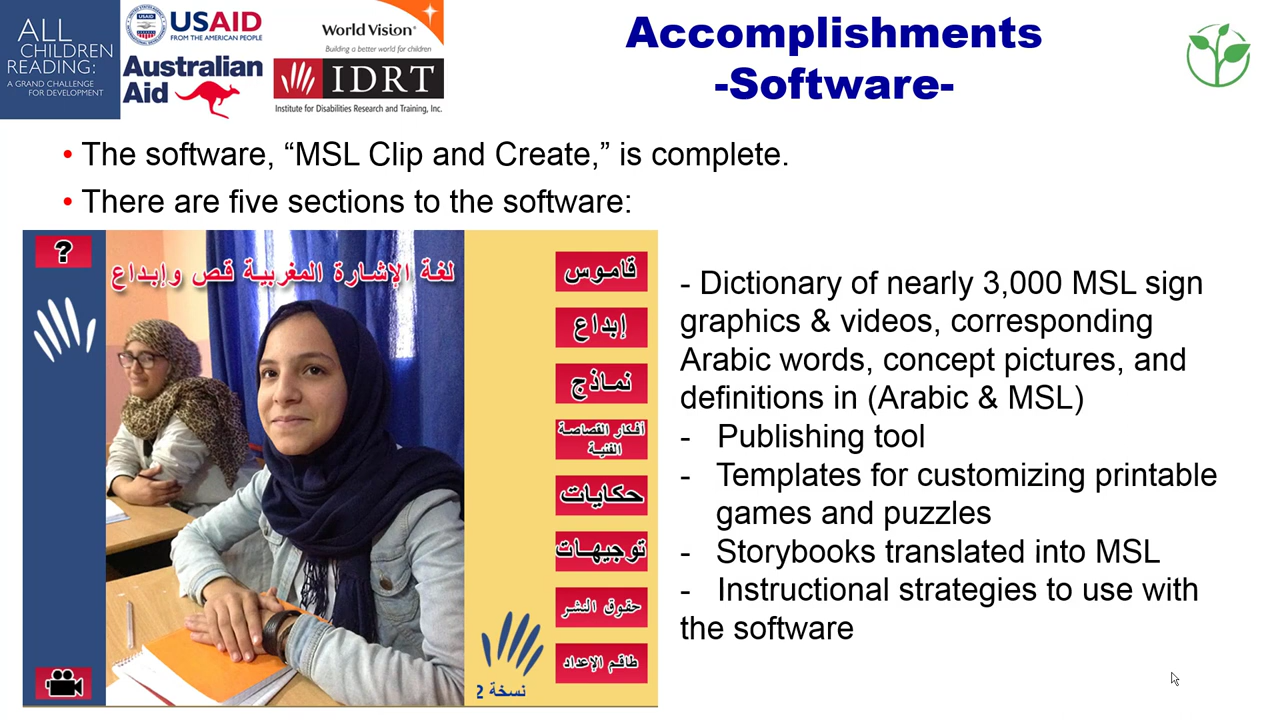 ALL
CHILDREN
READING:
A GRAND CHALLENGE
FOR DEVELOPMENT
USAID
FROM THE AMERICAN PEOPLE
Australian
Aid
World Vision®
Building a better world for children
IDRT
Institute for Disabilities Research and Training, Inc.
Accomplishments
-Software-
• The software, “MSL Clip and Create,” is complete.
• There are five sections to the software:
?
لغة الإشارة المغربية قص وإبداع
قاموس
إبداع
نماذج
أفكار القصاصة
الفنية
حكايات
توجيهات
حقوق النشر
طاقم الإعداد
نسخة 2
- Dictionary of nearly 3,000 MSL sign
graphics & videos, corresponding
Arabic words, concept pictures, and
definitions in (Arabic & MSL)
- Publishing tool
- Templates for customizing printable
games and puzzles
- Storybooks translated into MSL
- Instructional strategies to use with
the software